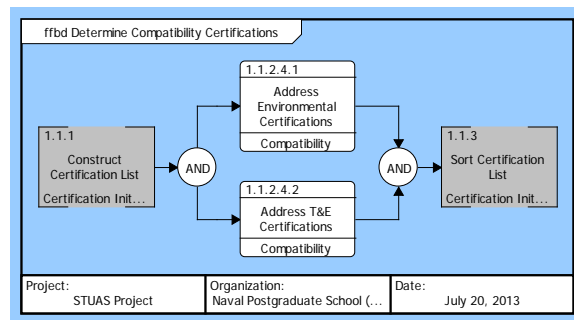 ffbd Determine Compatibility Certifications
1.1.2.4.1
Address
Environmental
Certifications
Compatibility
1.1.1
Construct
Certification List
Certification Init...
AND
AND
1.1.3
Sort Certification
List
Certification Init...
1.1.2.4.2
Address T&E
Certifications
Compatibility
Project:
STUAS Project
Organization:
Naval Postgraduate School (...
Date:
July 20, 2013